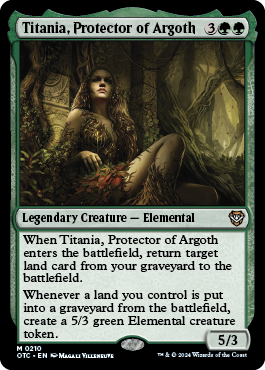 Titania, Protector of Argoth 3
Legendary Creature — Elemental
When Titania, Protector of Argoth
enters the battlefield, return target
land card from your graveyard to the
battlefield.
Whenever a land you control is put
into a graveyard from the battlefield,
create a 5/3 green Elemental creature
token.
5/3
M 0210
OTC • EN Magali Villeneuve
™ & © 2024 Wizards of the Coast